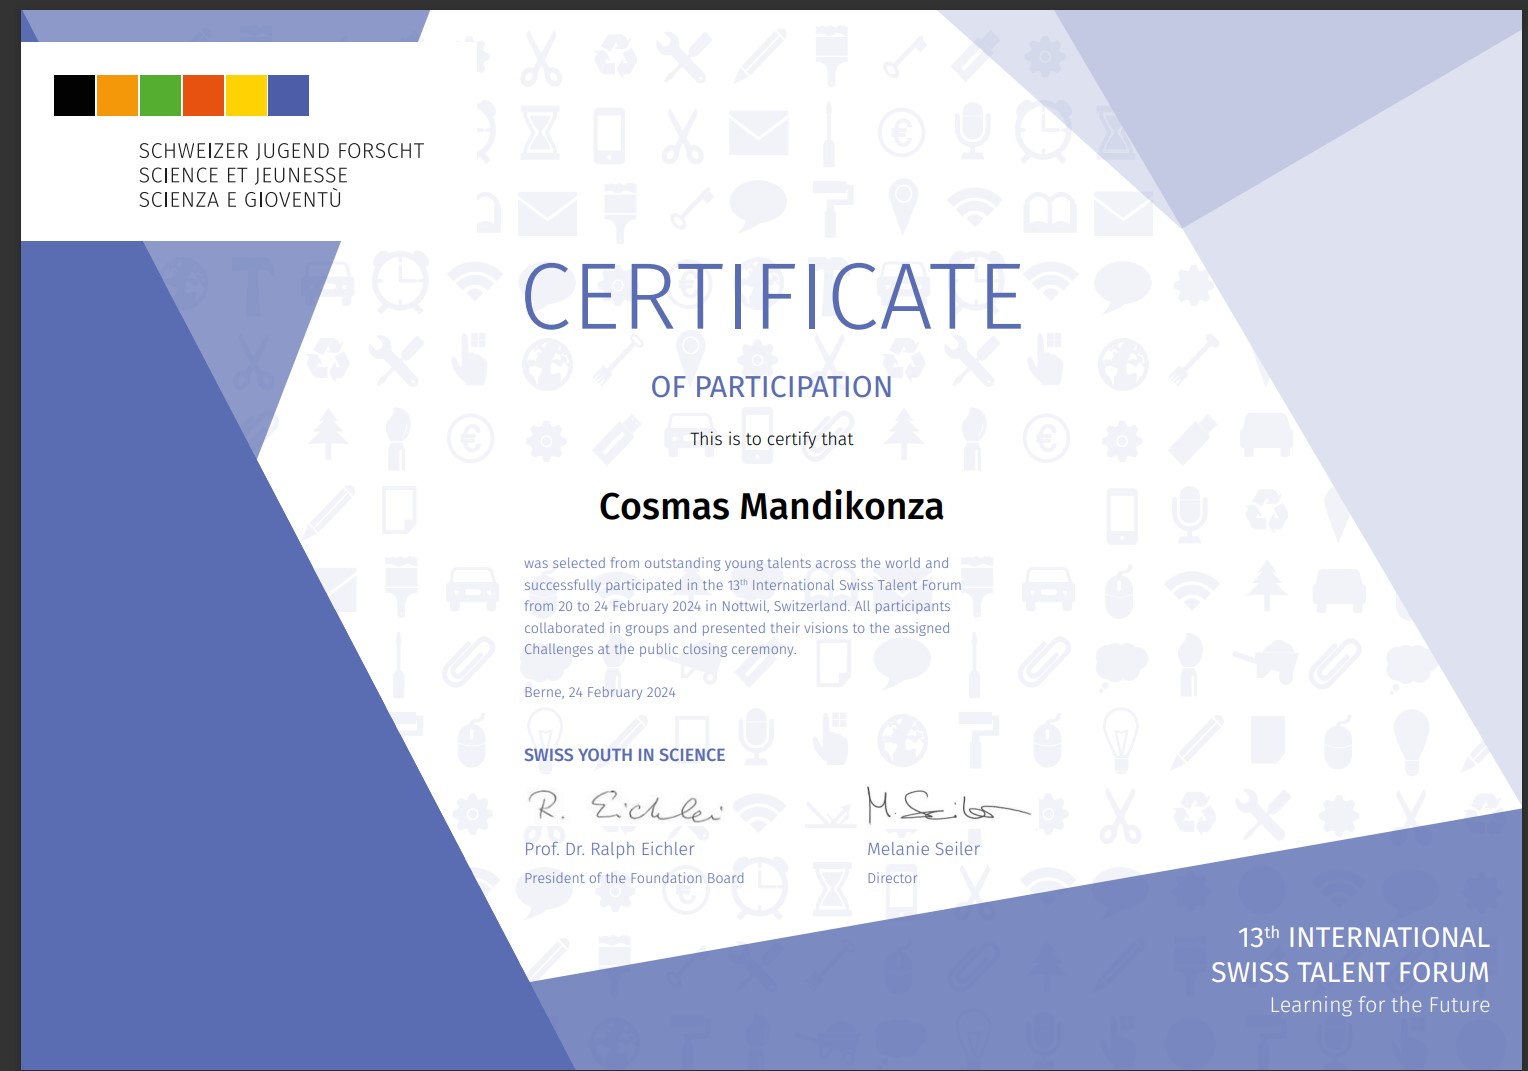 SCHWEIZER JUGEND FORSCHT
SCIENCE ET JEUNESSE
SCIENZA E GIOVENTÙ
CERTIFICATE
OF PARTICIPATION
This is to certify that
Cosmas Mandikonza
was selected from outstanding young talents across the world and
successfully participated in the 13th International Swiss Talent Forum
from 20 to 24 February 2024 in Nottwil, Switzerland. All participants
collaborated in groups and presented their visions to the assigned
Challenges at the public closing ceremony.
Berne, 24 February 2024
SWISS YOUTH IN SCIENCE
R. Eichler
M. Seiler
Prof. Dr. Ralph Eichler
Melanie Seiler
President of the Foundation Board
Director
13th INTERNATIONAL
SWISS TALENT FORUM
Learning for the Future